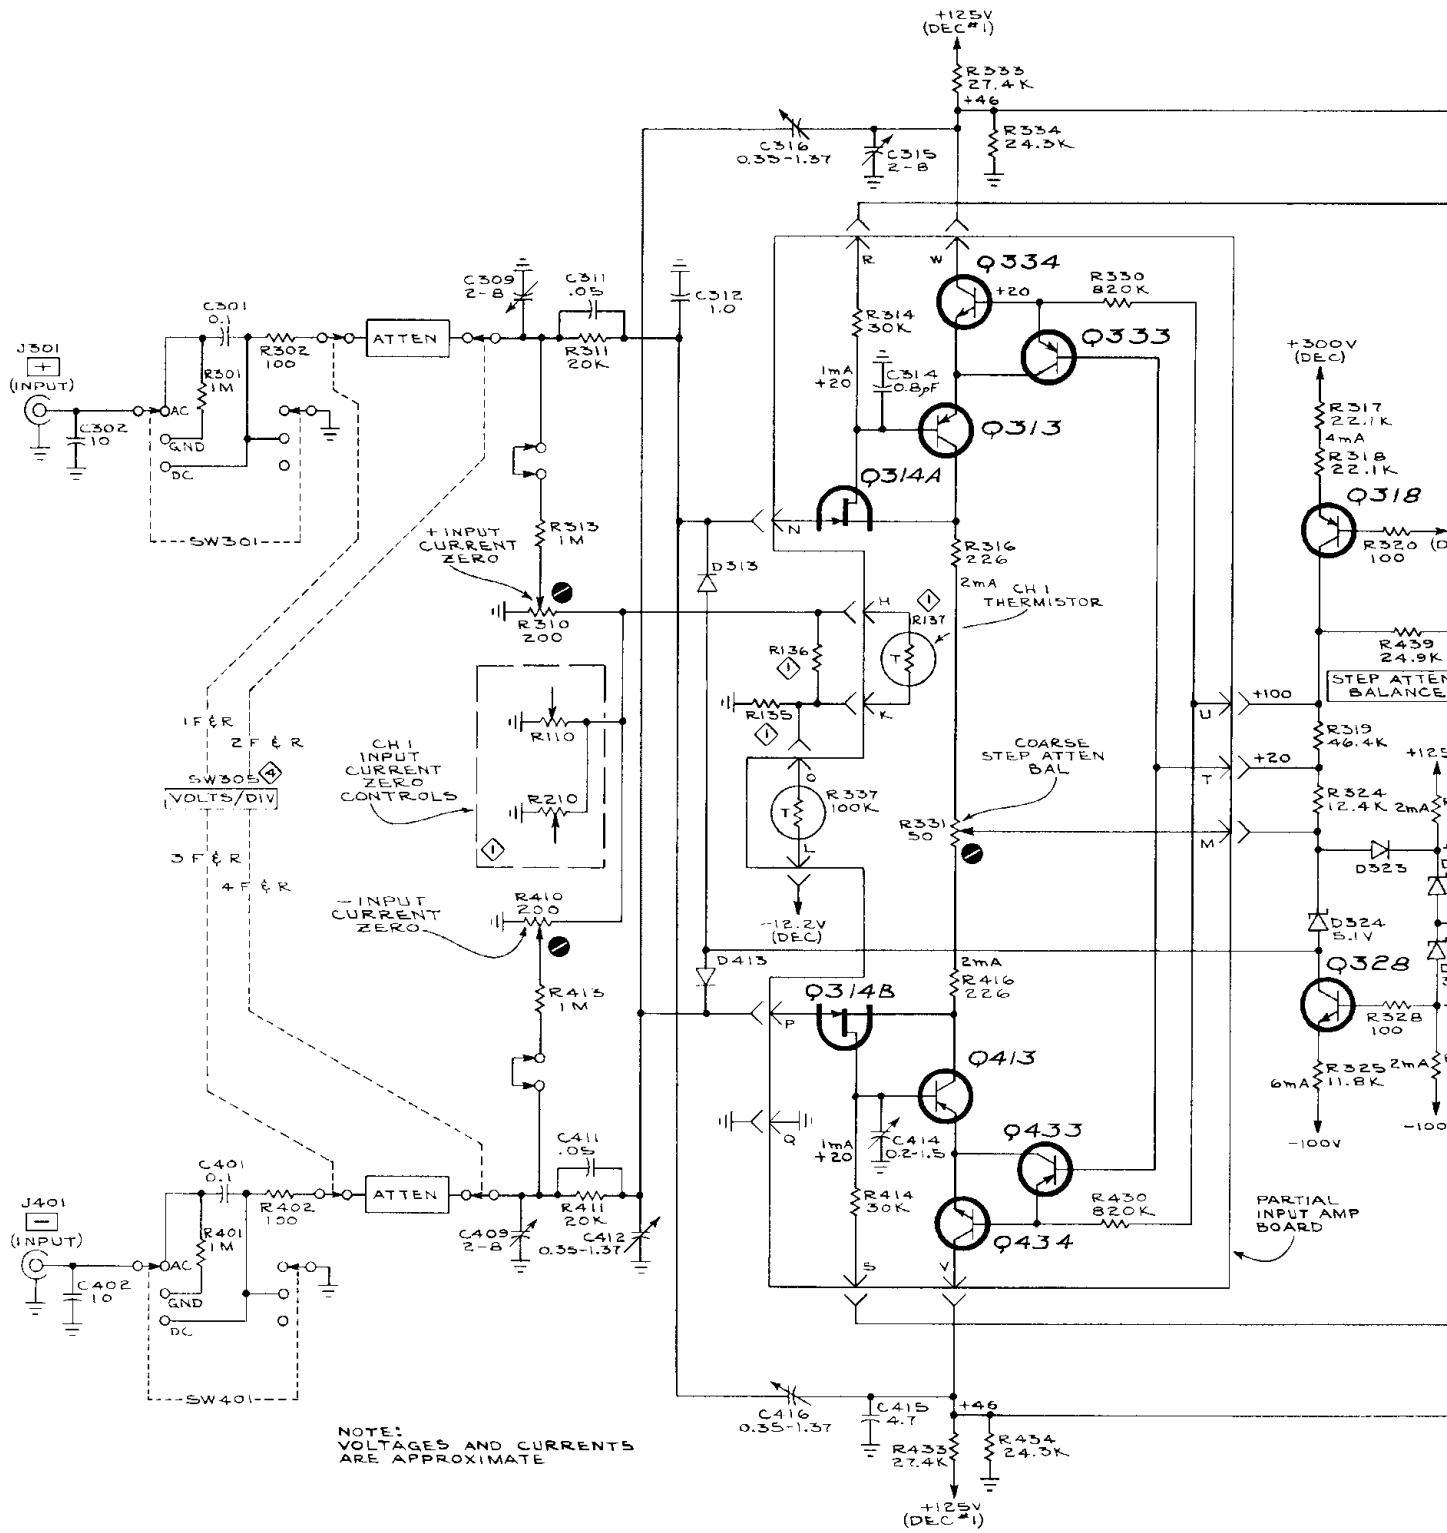 +125V
(DEC#1)
R333
27.4K
+46
R334
24.3K
C316
0.35-1.37
C315
2-8
R
W
Q334
+20
R330
820K
Q333
R314
30K
1mA
+20
C314
0.8pF
Q313
Q314A
C309
2-8
C311
.05
C312
1.0
C301
0.1
J301
+
(INPUT)
R301
1M
R302
100
ATTEN
R311
20K
AC
C302
10
GND
DC
SW301
+300V
(DEC)
R317
22.1K
4mA
R318
22.1K
Q318
R320
100
(D
+INPUT
CURRENT
ZERO
R313
1M
D313
N
R316
226
2mA
CH 1
THERMISTOR
H
1
R137
T
R310
200
R136
1
R439
24.9K
STEP ATTEN
BALANCE
R135
1
K
U
+100
1F & R
2F & R
R110
CH 1
INPUT
CURRENT
ZERO
CONTROLS
R210
1
SW305
4
VOLTS/DIV
COARSE
STEP ATTEN
BAL
R319
46.4K
+125
T
+20
O
R337
100K
T
L
R331
50
M
R324
12.4K
2mA
R
D323
3F & R
4F & R
-INPUT
CURRENT
ZERO
R410
200
-12.2V
(DEC)
D324
5.1V
D413
2mA
R416
226
Q328
R413
1M
Q314B
P
R328
100
Q413
6mA
R325
11.8K
2mA
-100V
-100
Q
1mA
+20
C414
0.2-1.5
Q433
C411
.05
C401
0.1
J401
-
(INPUT)
R401
1M
R402
100
ATTEN
R411
20K
C409
2-8
C412
0.35-1.37
R414
30K
R430
820K
Q434
PARTIAL
INPUT AMP
BOARD
AC
C402
10
GND
DC
SW401
S
V
C416
0.35-1.37
C415
4.7
+46
R433
27.4K
R434
24.3K
+125V
(DEC#1)
NOTE:
VOLTAGES AND CURRENTS
ARE APPROXIMATE